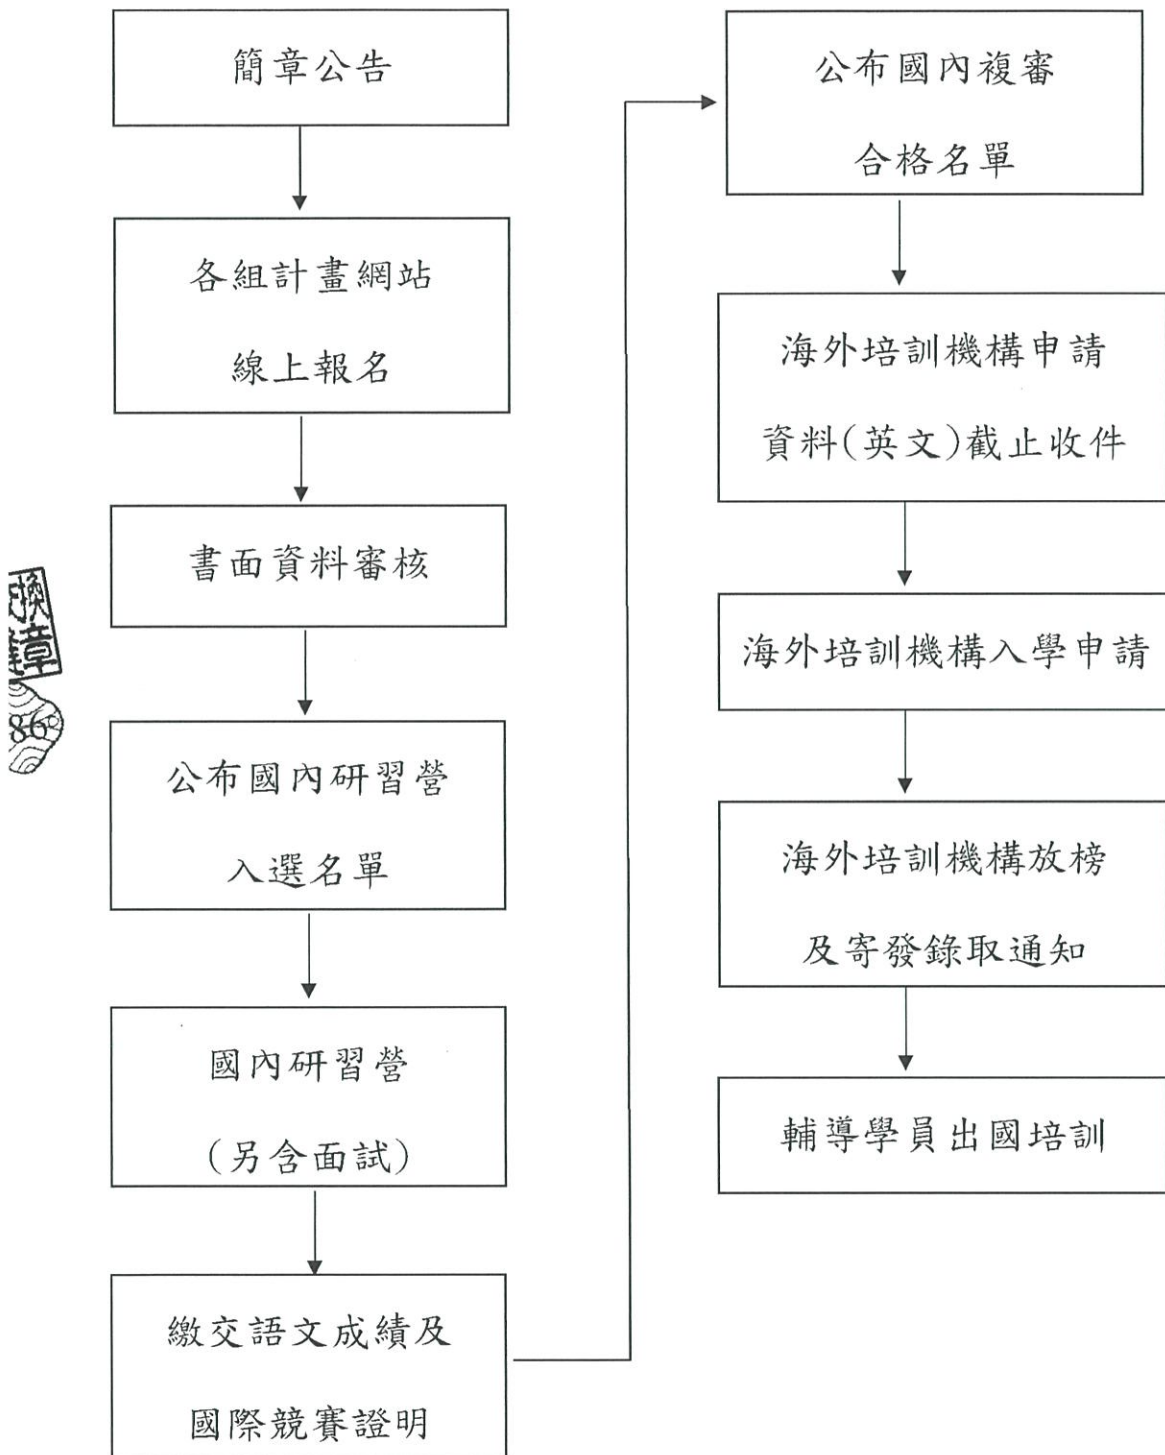 簡章公告
各組計畫網站
線上報名
書面資料審核
公布國內研習營
入選名單
國內研習營
(另含面試)
繳交語文成績及
國際競賽證明
公布國內複審
合格名單
海外培訓機構申請
資料(英文)截止收件
海外培訓機構入學申請
海外培訓機構放榜
及寄發錄取通知
輔導學員出國培訓
換
章
86